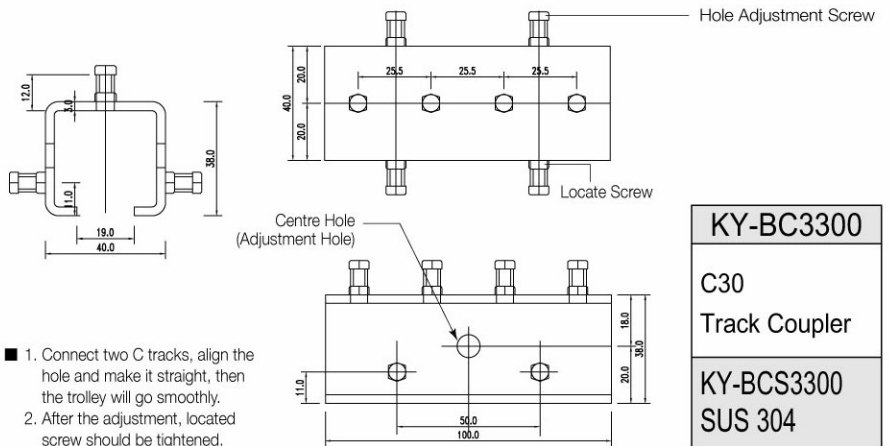 Hole Adjustment Screw
12.0
3.0
38.0
11.0
19.0
40.0
20.0
40.0
20.0
25.5
25.5
25.5
Locate Screw
Centre Hole
(Adjustment Hole)
18.0
38.0
20.0
11.0
50.0
100.0
■ 1. Connect two C tracks, align the
hole and make it straight, then
the trolley will go smoothly.
2. After the adjustment, located
screw should be tightened.
KY-BC3300
C30
Track Coupler
KY-BCS3300
SUS 304